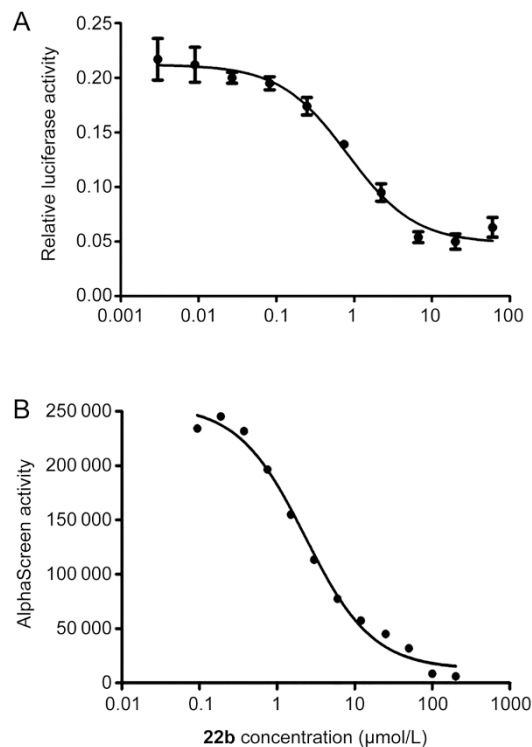 A
Relative luciferase activity
0.25
0.20
0.15
0.10
0.05
0.00
0.001 0.01 0.1 1 10 100
B
AlphaScreen activity
250 000
200 000
150 000
100 000
50 000
0
0.01 0.1 1 10 100 1000
22b concentration (μmol/L)